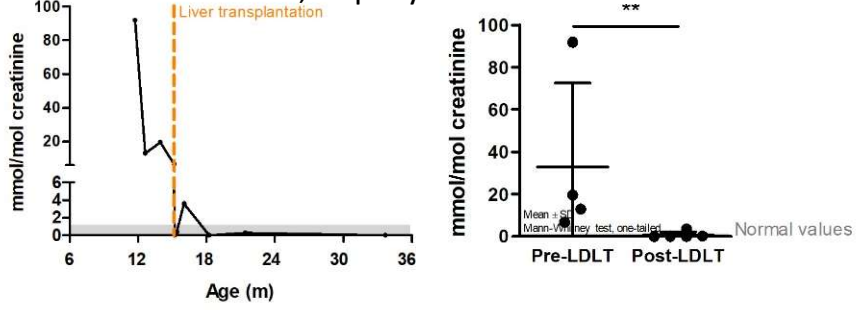 100
80
60
40
20
6
4
2
0
mmol/mol creatinine
Liver transplantation
6
12
18
24
30
36
Age (m)
**
100
80
60
40
20
0
mmol/mol creatinine
Mean ± SD
Mann-Whitney test, one-tailed
Normal values
Pre-LDLT
Post-LDLT